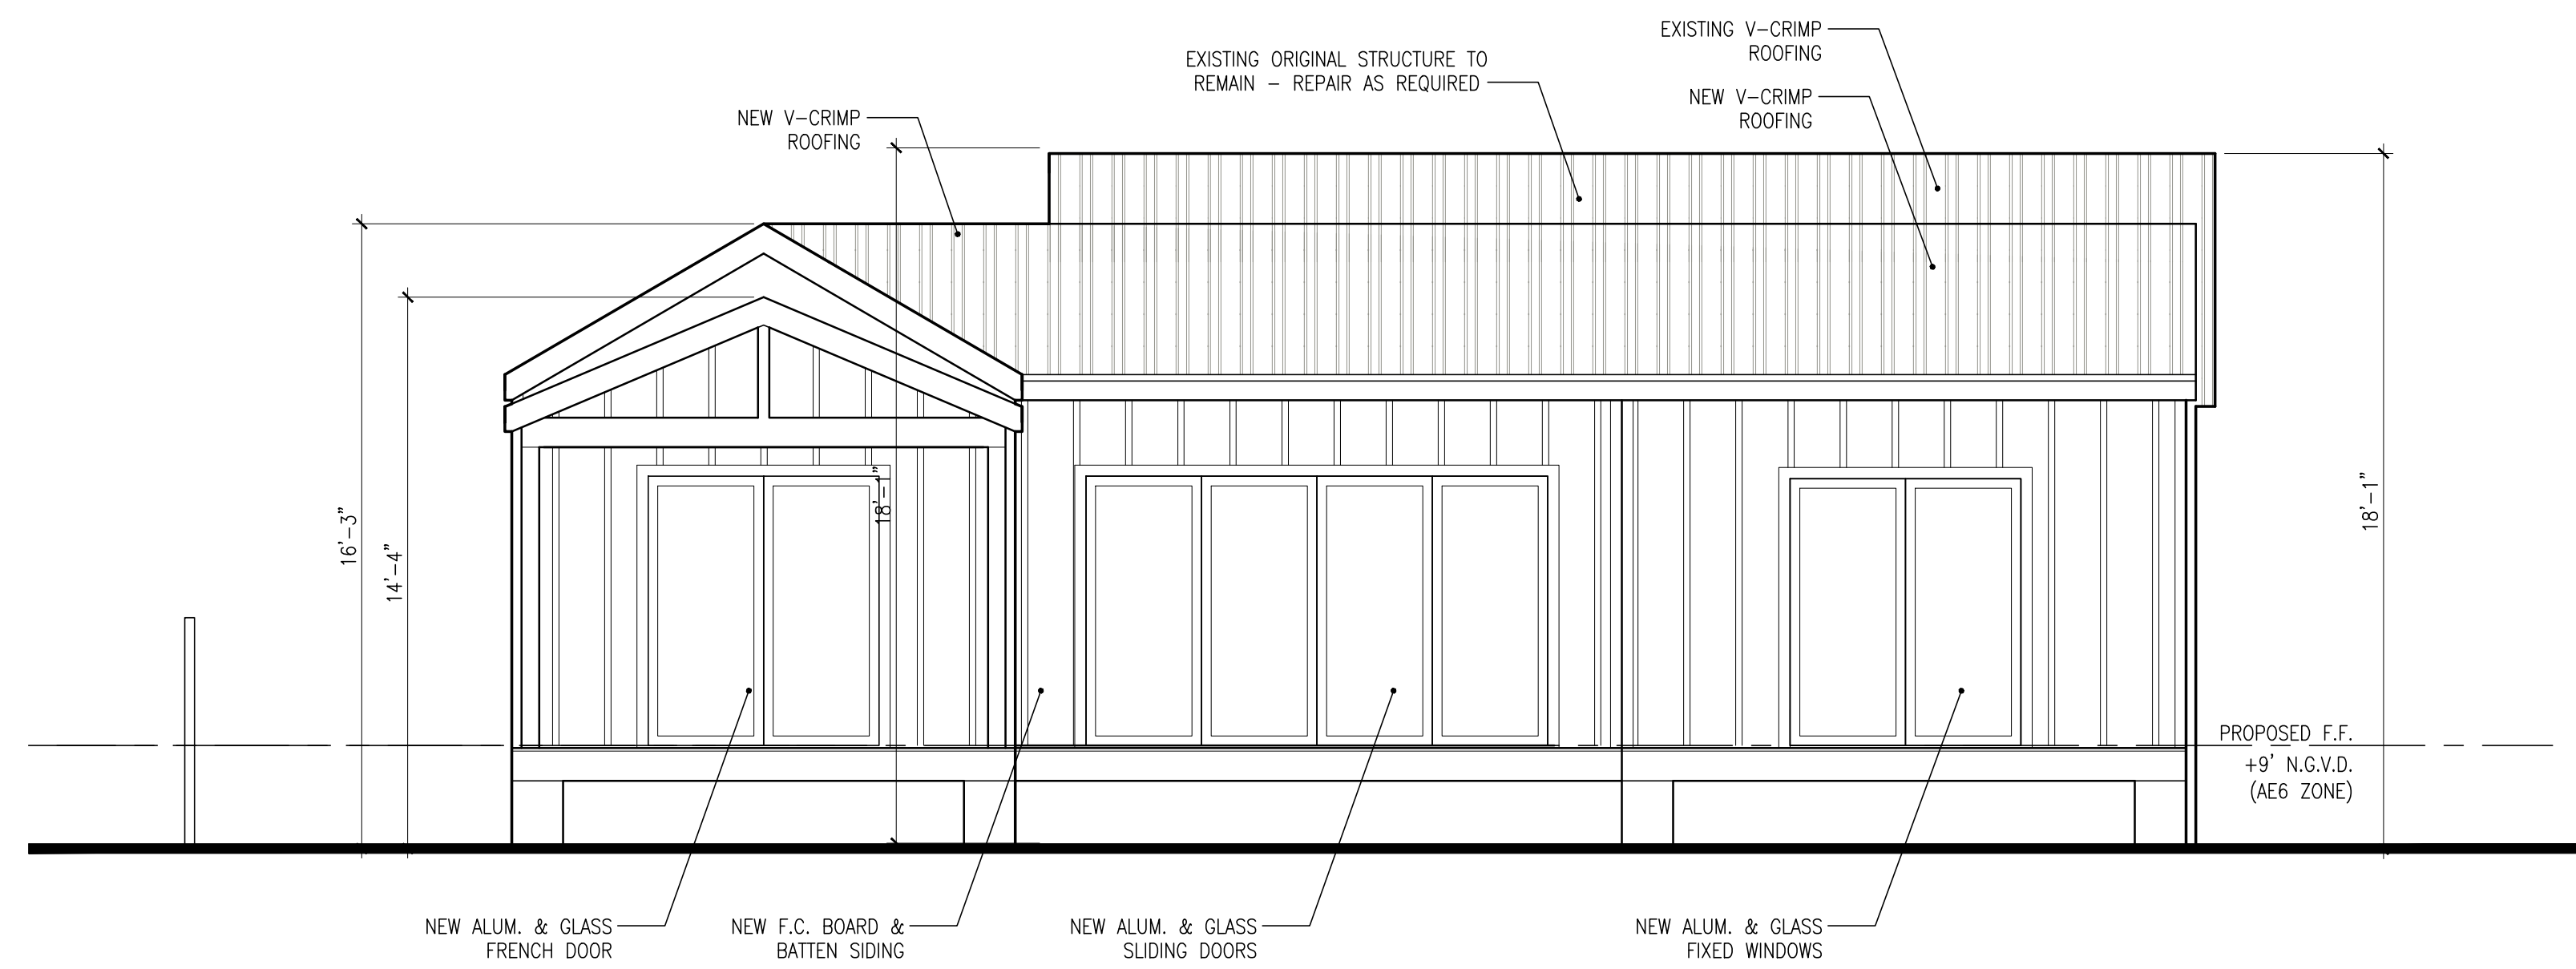 EXISTING V-CRIMP
ROOFING
EXISTING ORIGINAL STRUCTURE TO
REMAIN - REPAIR AS REQUIRED
NEW V-CRIMP
ROOFING
NEW V-CRIMP
ROOFING
16'-3"
14'-4"
18'-1"
18'-1"
PROPOSED F.F.
+9' N.G.V.D.
(AE6 ZONE)
NEW ALUM. & GLASS
FRENCH DOOR
NEW F.C. BOARD &
BATTEN SIDING
NEW ALUM. & GLASS
SLIDING DOORS
NEW ALUM. & GLASS
FIXED WINDOWS